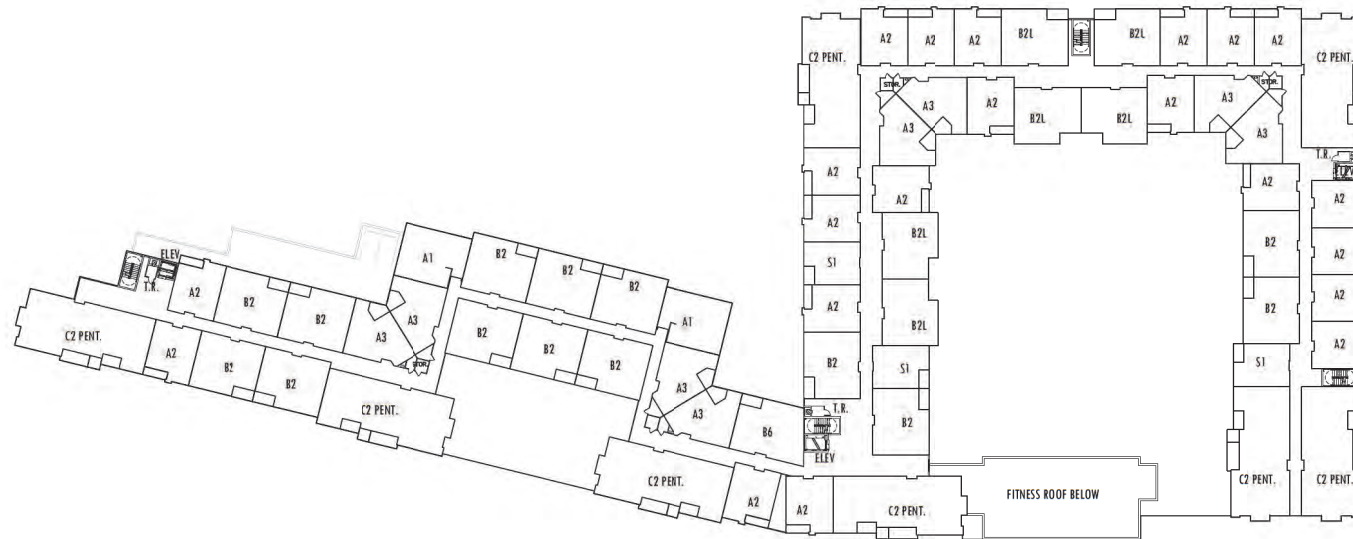 A2
A2
A2
B2L
B2L
A2
A2
A2
C2 PENT.
C2 PENT.
STOR.
A3
A2
B2L
B2L
A2
A3
STOR.
A3
A3
T.R.
A2
A2
A2
A2
A2
A2
S1
B2L
B2
A2
A2
B2L
B2
A2
B2
S1
S1
A2
B2
C2 PENT.
C2 PENT.
T.R.
ELEV
FITNESS ROOF BELOW
C2 PENT.
A2
A2
C2 PENT.
B6
A3
A3
A1
B2
B2
B2
A1
B2
B2
B2
A3
A3
STOR.
ELEV
T.R.
A2
B2
B2
C2 PENT.
A2
B2
B2
C2 PENT.